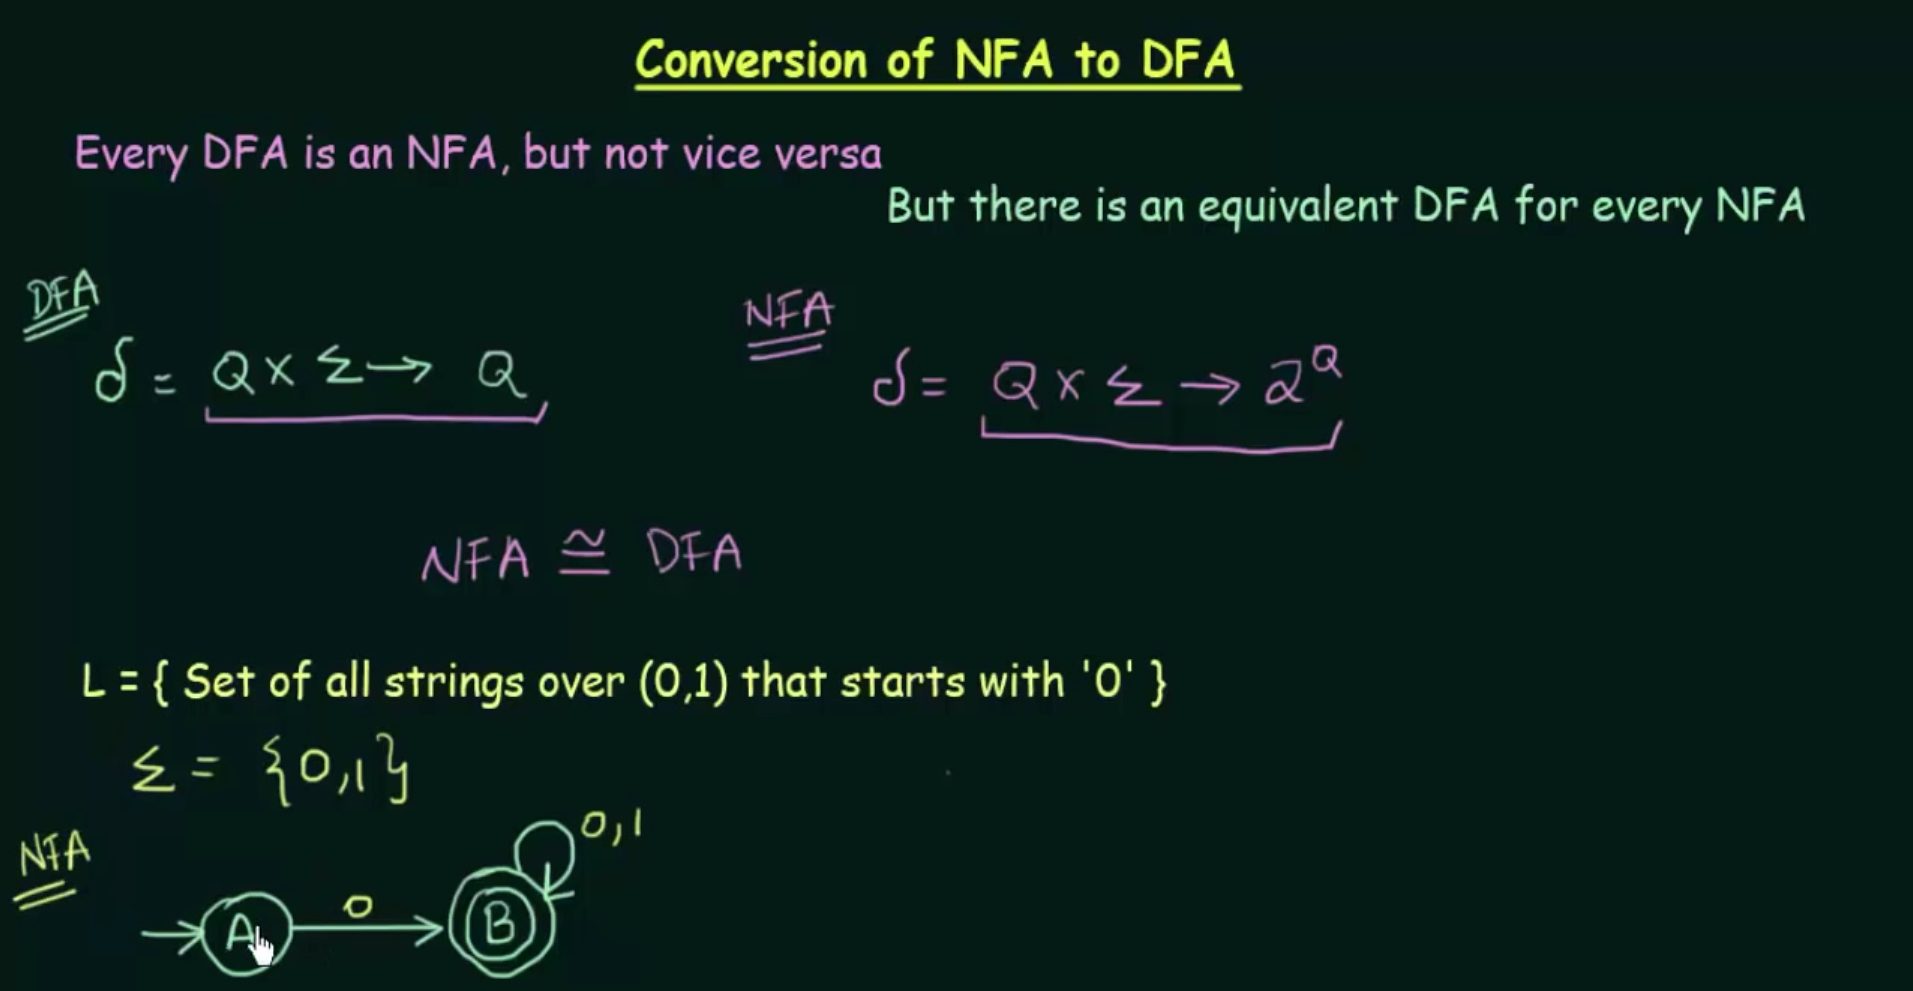 Conversion of NFA to DFA
Every DFA is an NFA, but not vice versa
But there is an equivalent DFA for every NFA
DFA
δ = Q × Σ → Q
NFA
δ = Q × Σ → 2^Q
NFA ≅ DFA
L = { Set of all strings over (0,1) that starts with '0' }
Σ = {0,1}
NFA
0,1
0
A
B